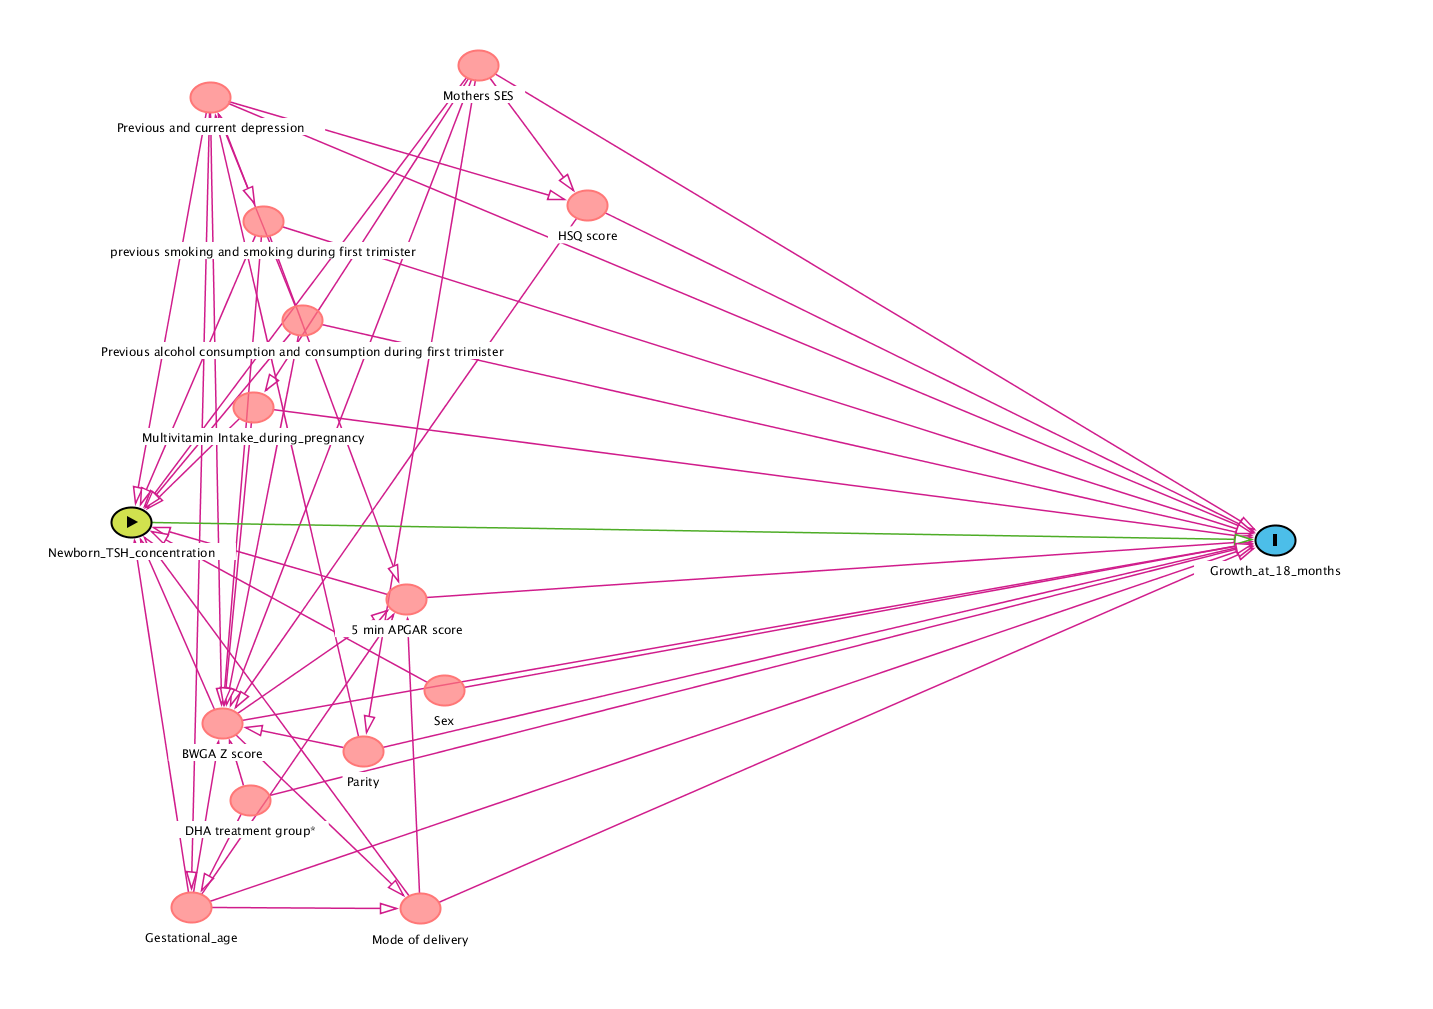 Mothers SES
Previous and current depression
HSQ score
previous smoking and smoking during first trimister
Previous alcohol consumption and consumption during first trimister
Multivitamin Intake_during_pregnancy
Newborn_TSH_concentration
Growth_at_18_months
5 min APGAR score
Sex
BWGA Z score
Parity
DHA treatment group*
Gestational_age
Mode of delivery